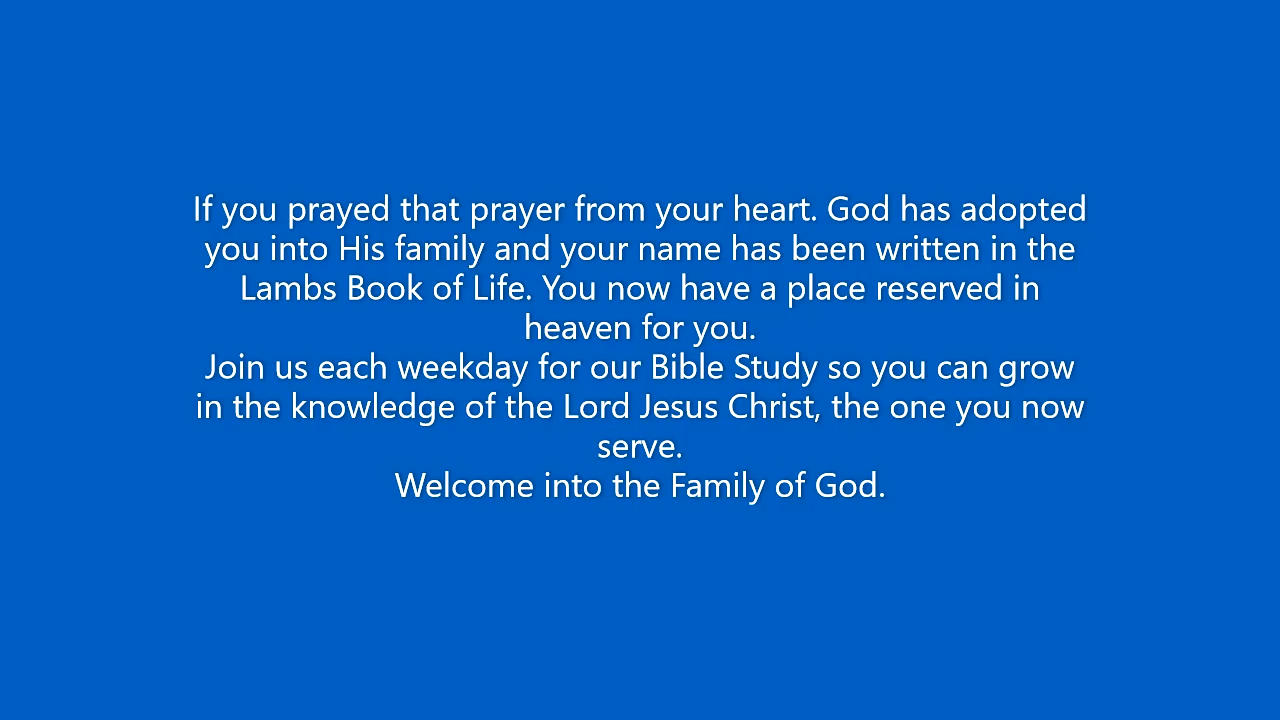 If you prayed that prayer from your heart. God has adopted
you into His family and your name has been written in the
Lambs Book of Life. You now have a place reserved in
heaven for you.
Join us each weekday for our Bible Study so you can grow
in the knowledge of the Lord Jesus Christ, the one you now
serve.
Welcome into the Family of God.